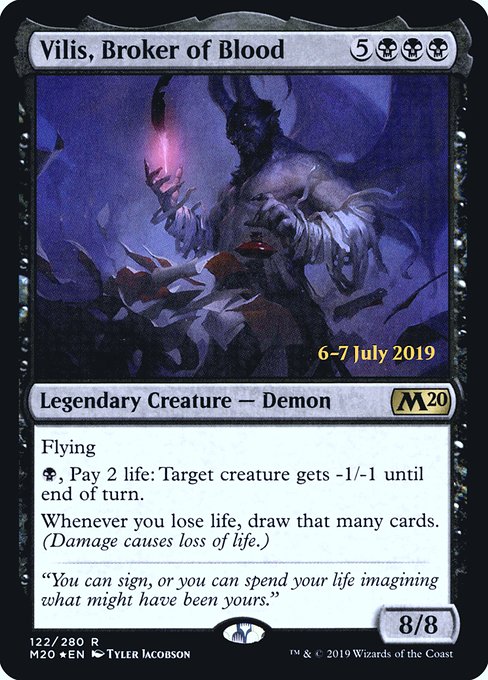 Vilis, Broker of Blood 5
6–7 July 2019
Legendary Creature — Demon M20
Flying
, Pay 2 life: Target creature gets -1/-1 until
end of turn.
Whenever you lose life, draw that many cards.
(Damage causes loss of life.)
“You can sign, or you can spend your life imagining
what might have been yours.”
8/8
122/280 R
M20 ★ EN Tyler Jacobson ™ & © 2019 Wizards of the Coast